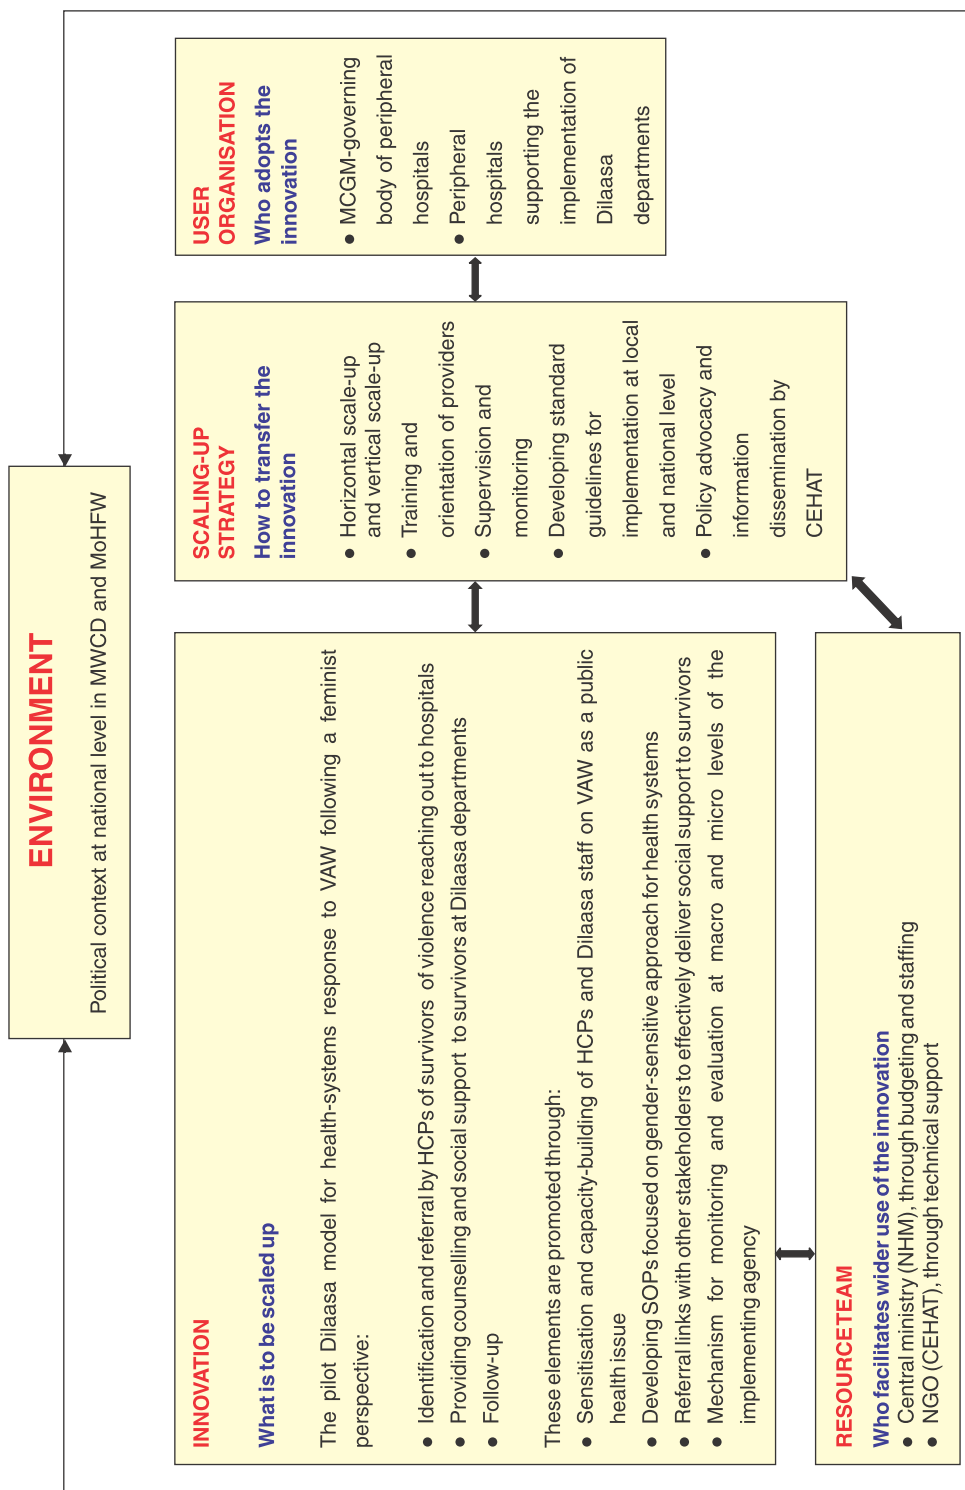 ENVIRONMENT
Political context at national level in MWCD and MoHFW
INNOVATION
What is to be scaled up
The pilot Dilaasa model for health-systems response to VAW following a feminist
perspective:
● Identification and referral by HCPs of survivors of violence reaching out to hospitals
● Providing counselling and social support to survivors at Dilaasa departments
● Follow-up
These elements are promoted through:
● Sensitisation and capacity-building of HCPs and Dilaasa staff on VAW as a public
health issue
● Developing SOPs focused on gender-sensitive approach for health systems
● Referral links with other stakeholders to effectively deliver social support to survivors
● Mechanism for monitoring and evaluation at macro and micro levels of the
implementing agency
SCALING-UP
STRATEGY
How to transfer the
innovation
● Horizontal scale-up
and vertical scale-up
● Training and
orientation of providers
● Supervision and
monitoring
● Developing standard
guidelines for
implementation at local
and national level
● Policy advocacy and
information
dissemination by
CEHAT
USER
ORGANISATION
Who adopts the
innovation
● MCGM-governing
body of peripheral
hospitals
● Peripheral
hospitals
supporting the
implementation of
Dilaasa
departments
RESOURCETEAM
Who facilitates wider use of the innovation
● Central ministry (NHM), through budgeting and staffing
● NGO (CEHAT), through technical support